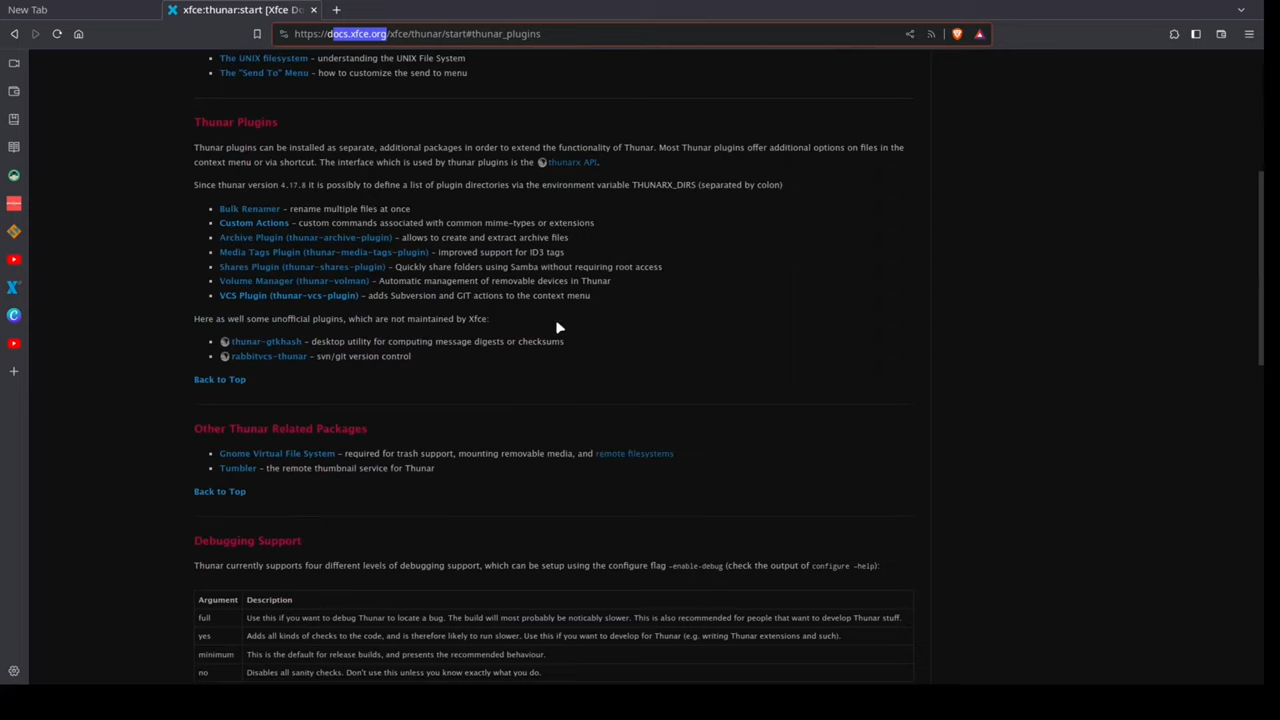 New Tab
xfce:thunar:start [Xfce Do
https://docs.xfce.org/xfce/thunar/start#thunar_plugins
The UNIX filesystem – understanding the UNIX File System
The "Send To" Menu – how to customize the send to menu
Thunar Plugins
Thunar plugins can be installed as separate, additional packages in order to extend the functionality of Thunar. Most Thunar plugins offer additional options on files in the
context menu or via shortcut. The interface which is used by thunar plugins is the thunarx API.
Since thunar version 4.17.8 it is possibly to define a list of plugin directories via the environment variable THUNARX_DIRS (separated by colon)
Bulk Renamer – rename multiple files at once
Custom Actions – custom commands associated with common mime-types or extensions
Archive Plugin (thunar-archive-plugin) – allows to create and extract archive files
Media Tags Plugin (thunar-media-tags-plugin) – improved support for ID3 tags
Shares Plugin (thunar-shares-plugin) – Quickly share folders using Samba without requiring root access
Volume Manager (thunar-volman) – Automatic management of removable devices in Thunar
VCS Plugin (thunar-vcs-plugin) – adds Subversion and GIT actions to the context menu
Here as well some unofficial plugins, which are not maintained by Xfce:
thunar-gtkhash – desktop utility for computing message digests or checksums
rabbitvcs-thunar – svn/git version control
Back to Top
Other Thunar Related Packages
Gnome Virtual File System – required for trash support, mounting removable media, and remote filesystems
Tumbler – the remote thumbnail service for Thunar
Back to Top
Debugging Support
Thunar currently supports four different levels of debugging support, which can be setup using the configure flag -enable-debug (check the output of configure -help):
Argument Description
full Use this if you want to debug Thunar to locate a bug. The build will most probably be noticably slower. This is also recommended for people that want to develop Thunar stuff.
yes Adds all kinds of checks to the code, and is therefore likely to run slower. Use this if you want to develop for Thunar (e.g. writing Thunar extensions and such).
minimum This is the default for release builds, and presents the recommended behaviour.
no Disables all sanity checks. Don't use this unless you know exactly what you do.